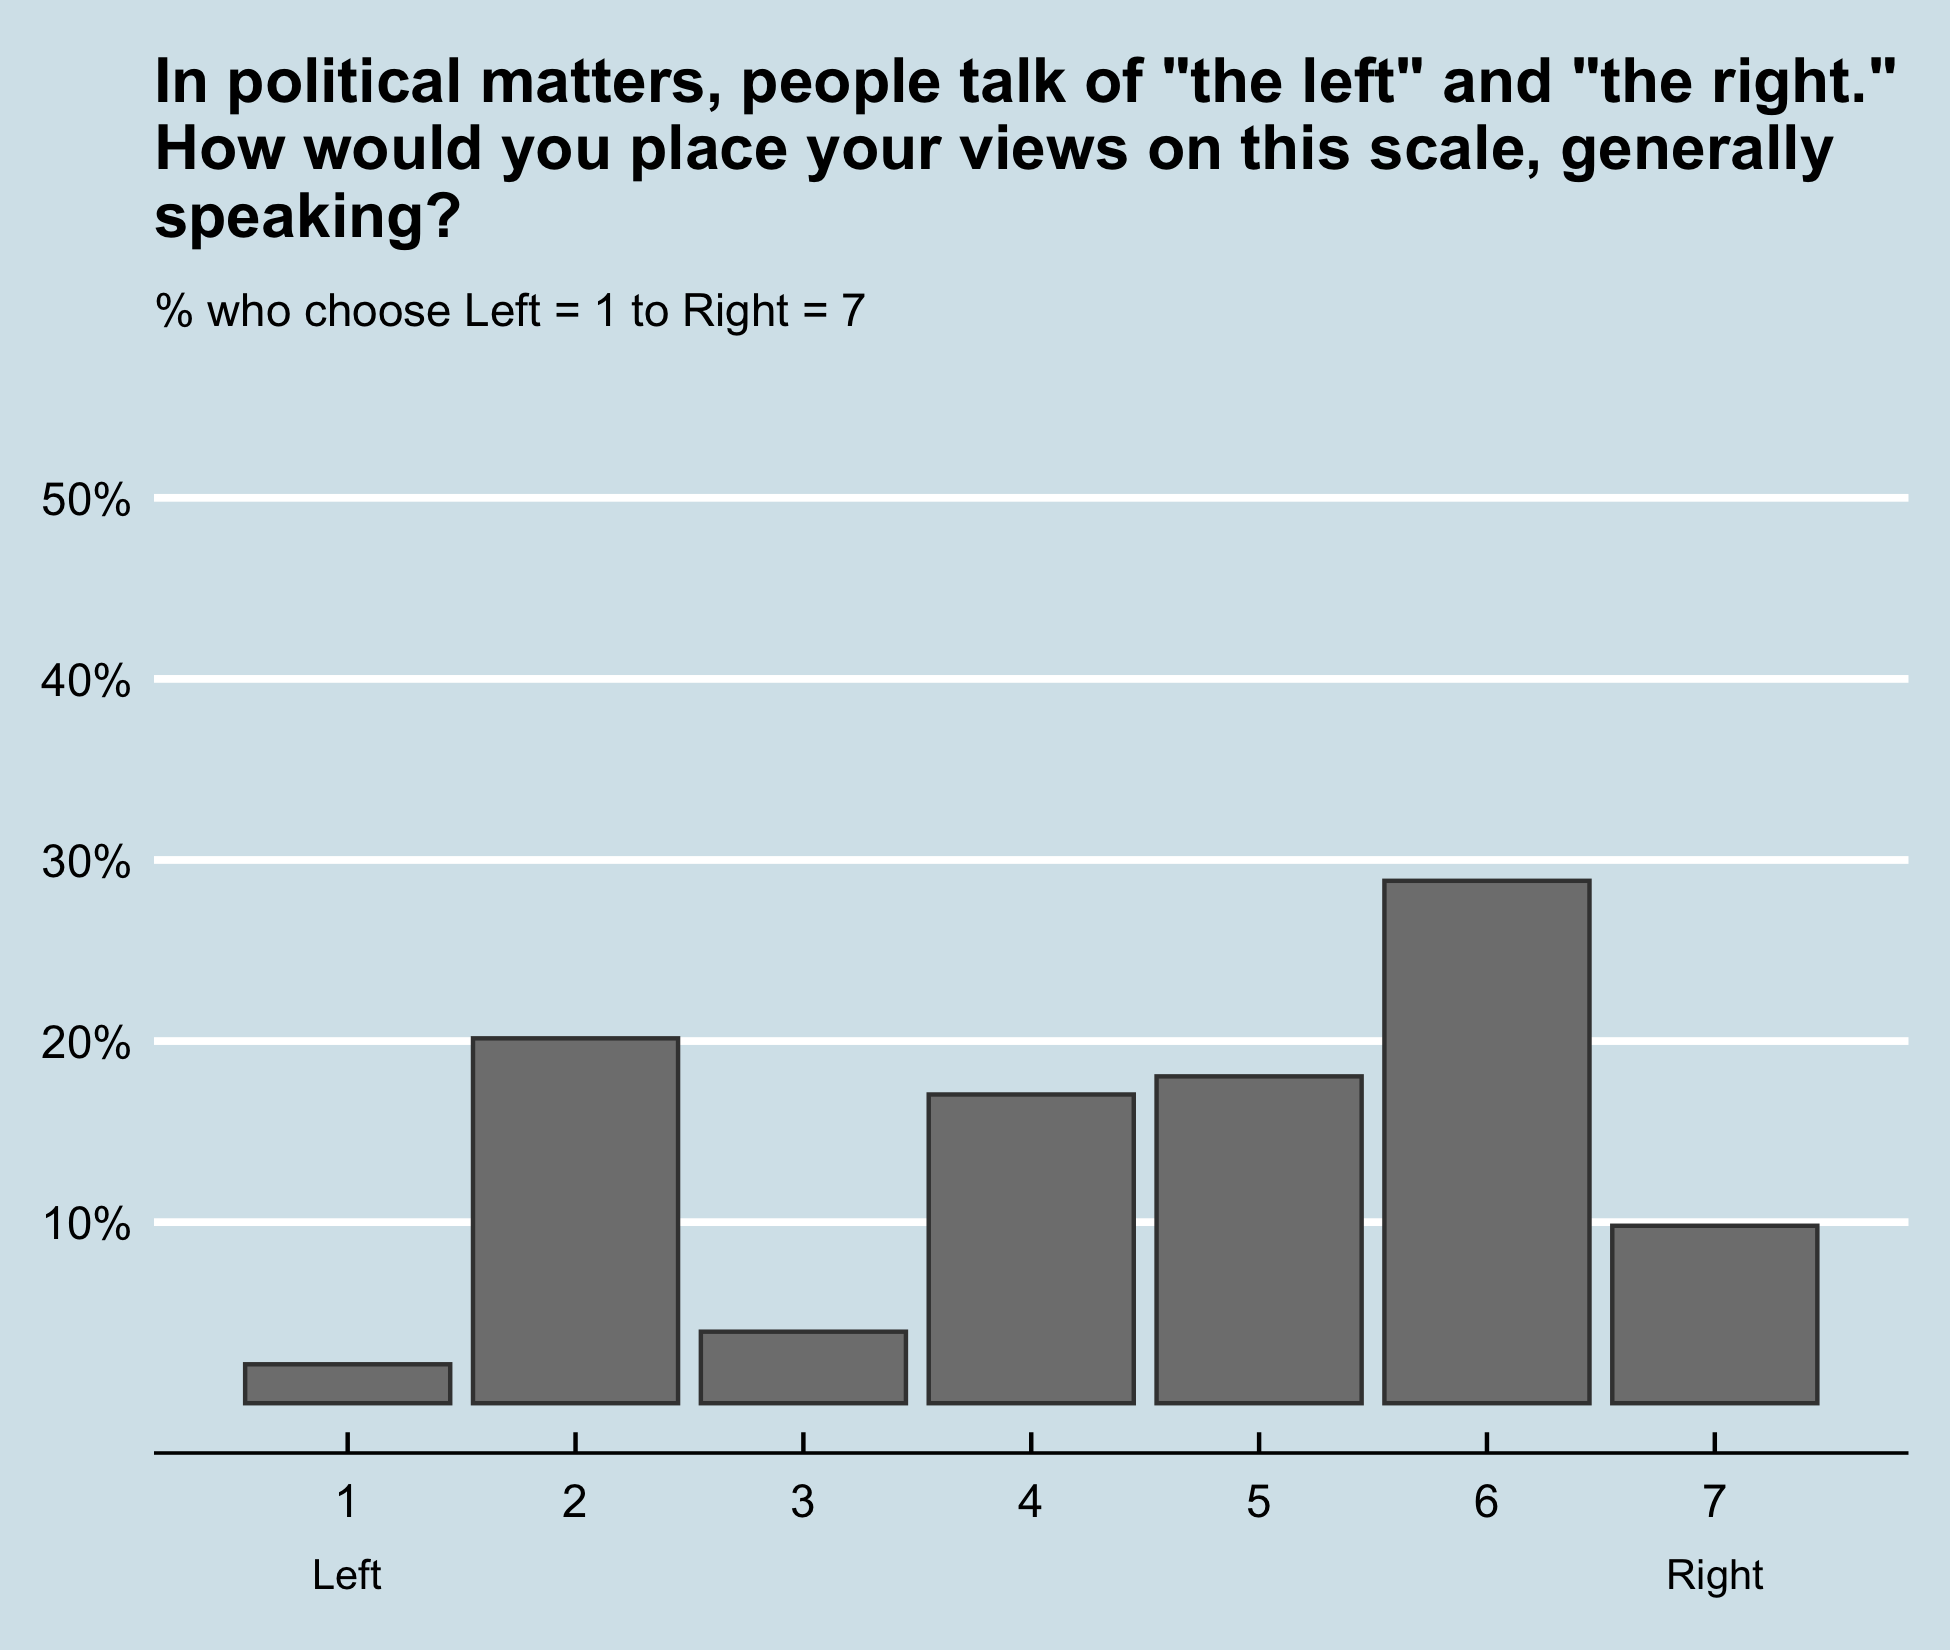 In political matters, people talk of "the left" and "the right."
How would you place your views on this scale, generally
speaking?
% who choose Left = 1 to Right = 7
50%
40%
30%
20%
10%
1 2 3 4 5 6 7
Left Right